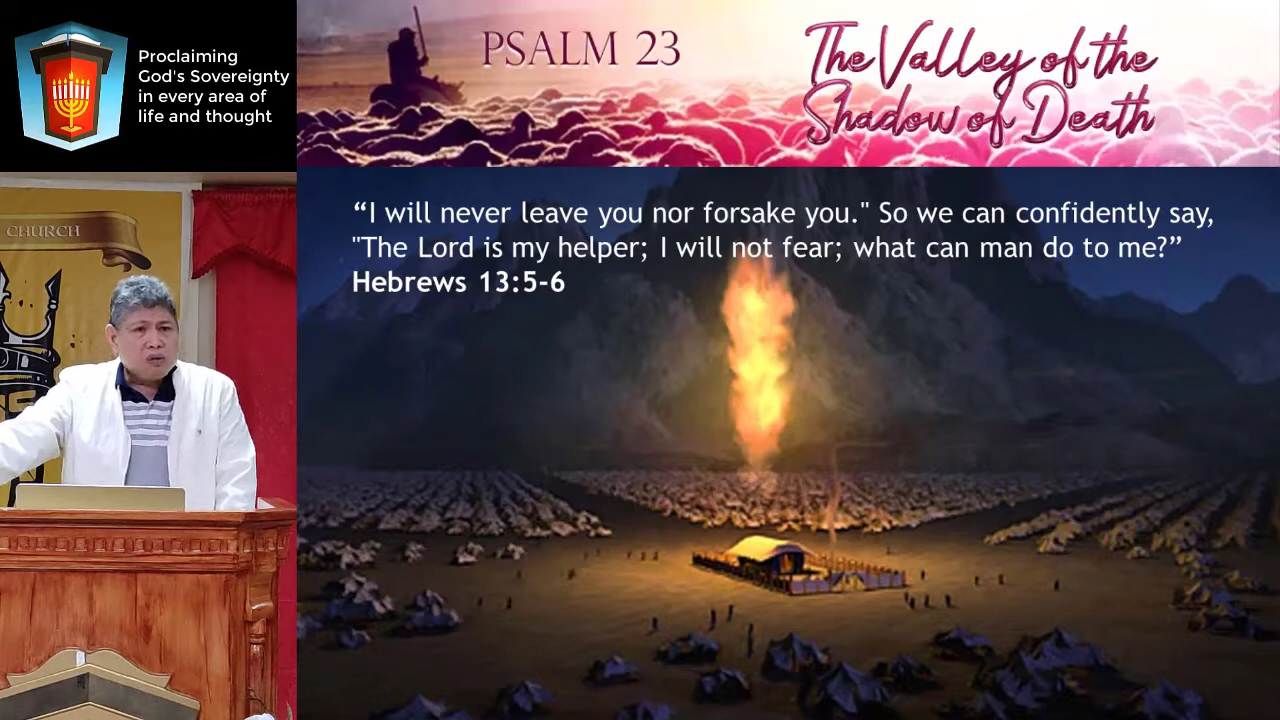 Proclaiming
God's Sovereignty
in every area of
life and thought
PSALM 23
The Valley of the
Shadow of Death
CHURCH
“I will never leave you nor forsake you." So we can confidently say,
"The Lord is my helper; I will not fear; what can man do to me?”
Hebrews 13:5-6